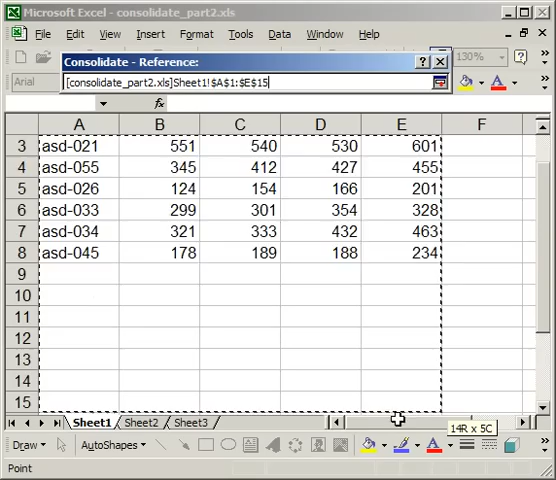 Microsoft Excel - consolidate_part2.xls
File Edit View Insert Format Tools Data Window Help
130%
Arial
Consolidate - Reference:
[consolidate_part2.xls]Sheet1!$A$1:$E$15
A B C D E F
3 asd-021 551 540 530 601
4 asd-055 345 412 427 455
5 asd-026 124 154 166 201
6 asd-033 299 301 354 328
7 asd-034 321 333 432 463
8 asd-045 178 189 188 234
9
10
11
12
13
14
15
Sheet1 Sheet2 Sheet3
14R x 5C
Draw AutoShapes
Point